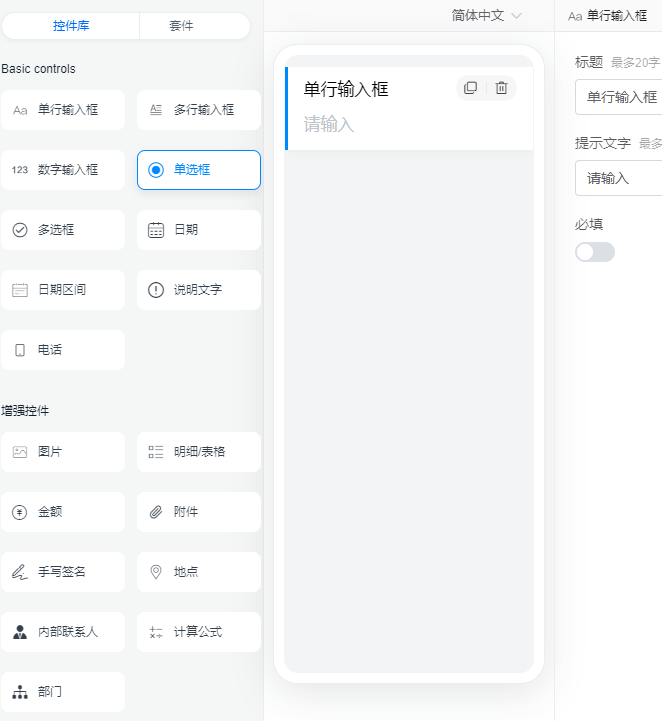 控件库 套件
Basic controls
Aa 单行输入框 多行输入框
123 数字输入框 单选框
多选框 日期
日期区间 说明文字
电话
增强控件
图片 明细/表格
金额 附件
手写签名 地点
内部联系人 计算公式
部门
简体中文
单行输入框
请输入
Aa 单行输入框
标题 最多20字
单行输入框
提示文字 最多
请输入
必填